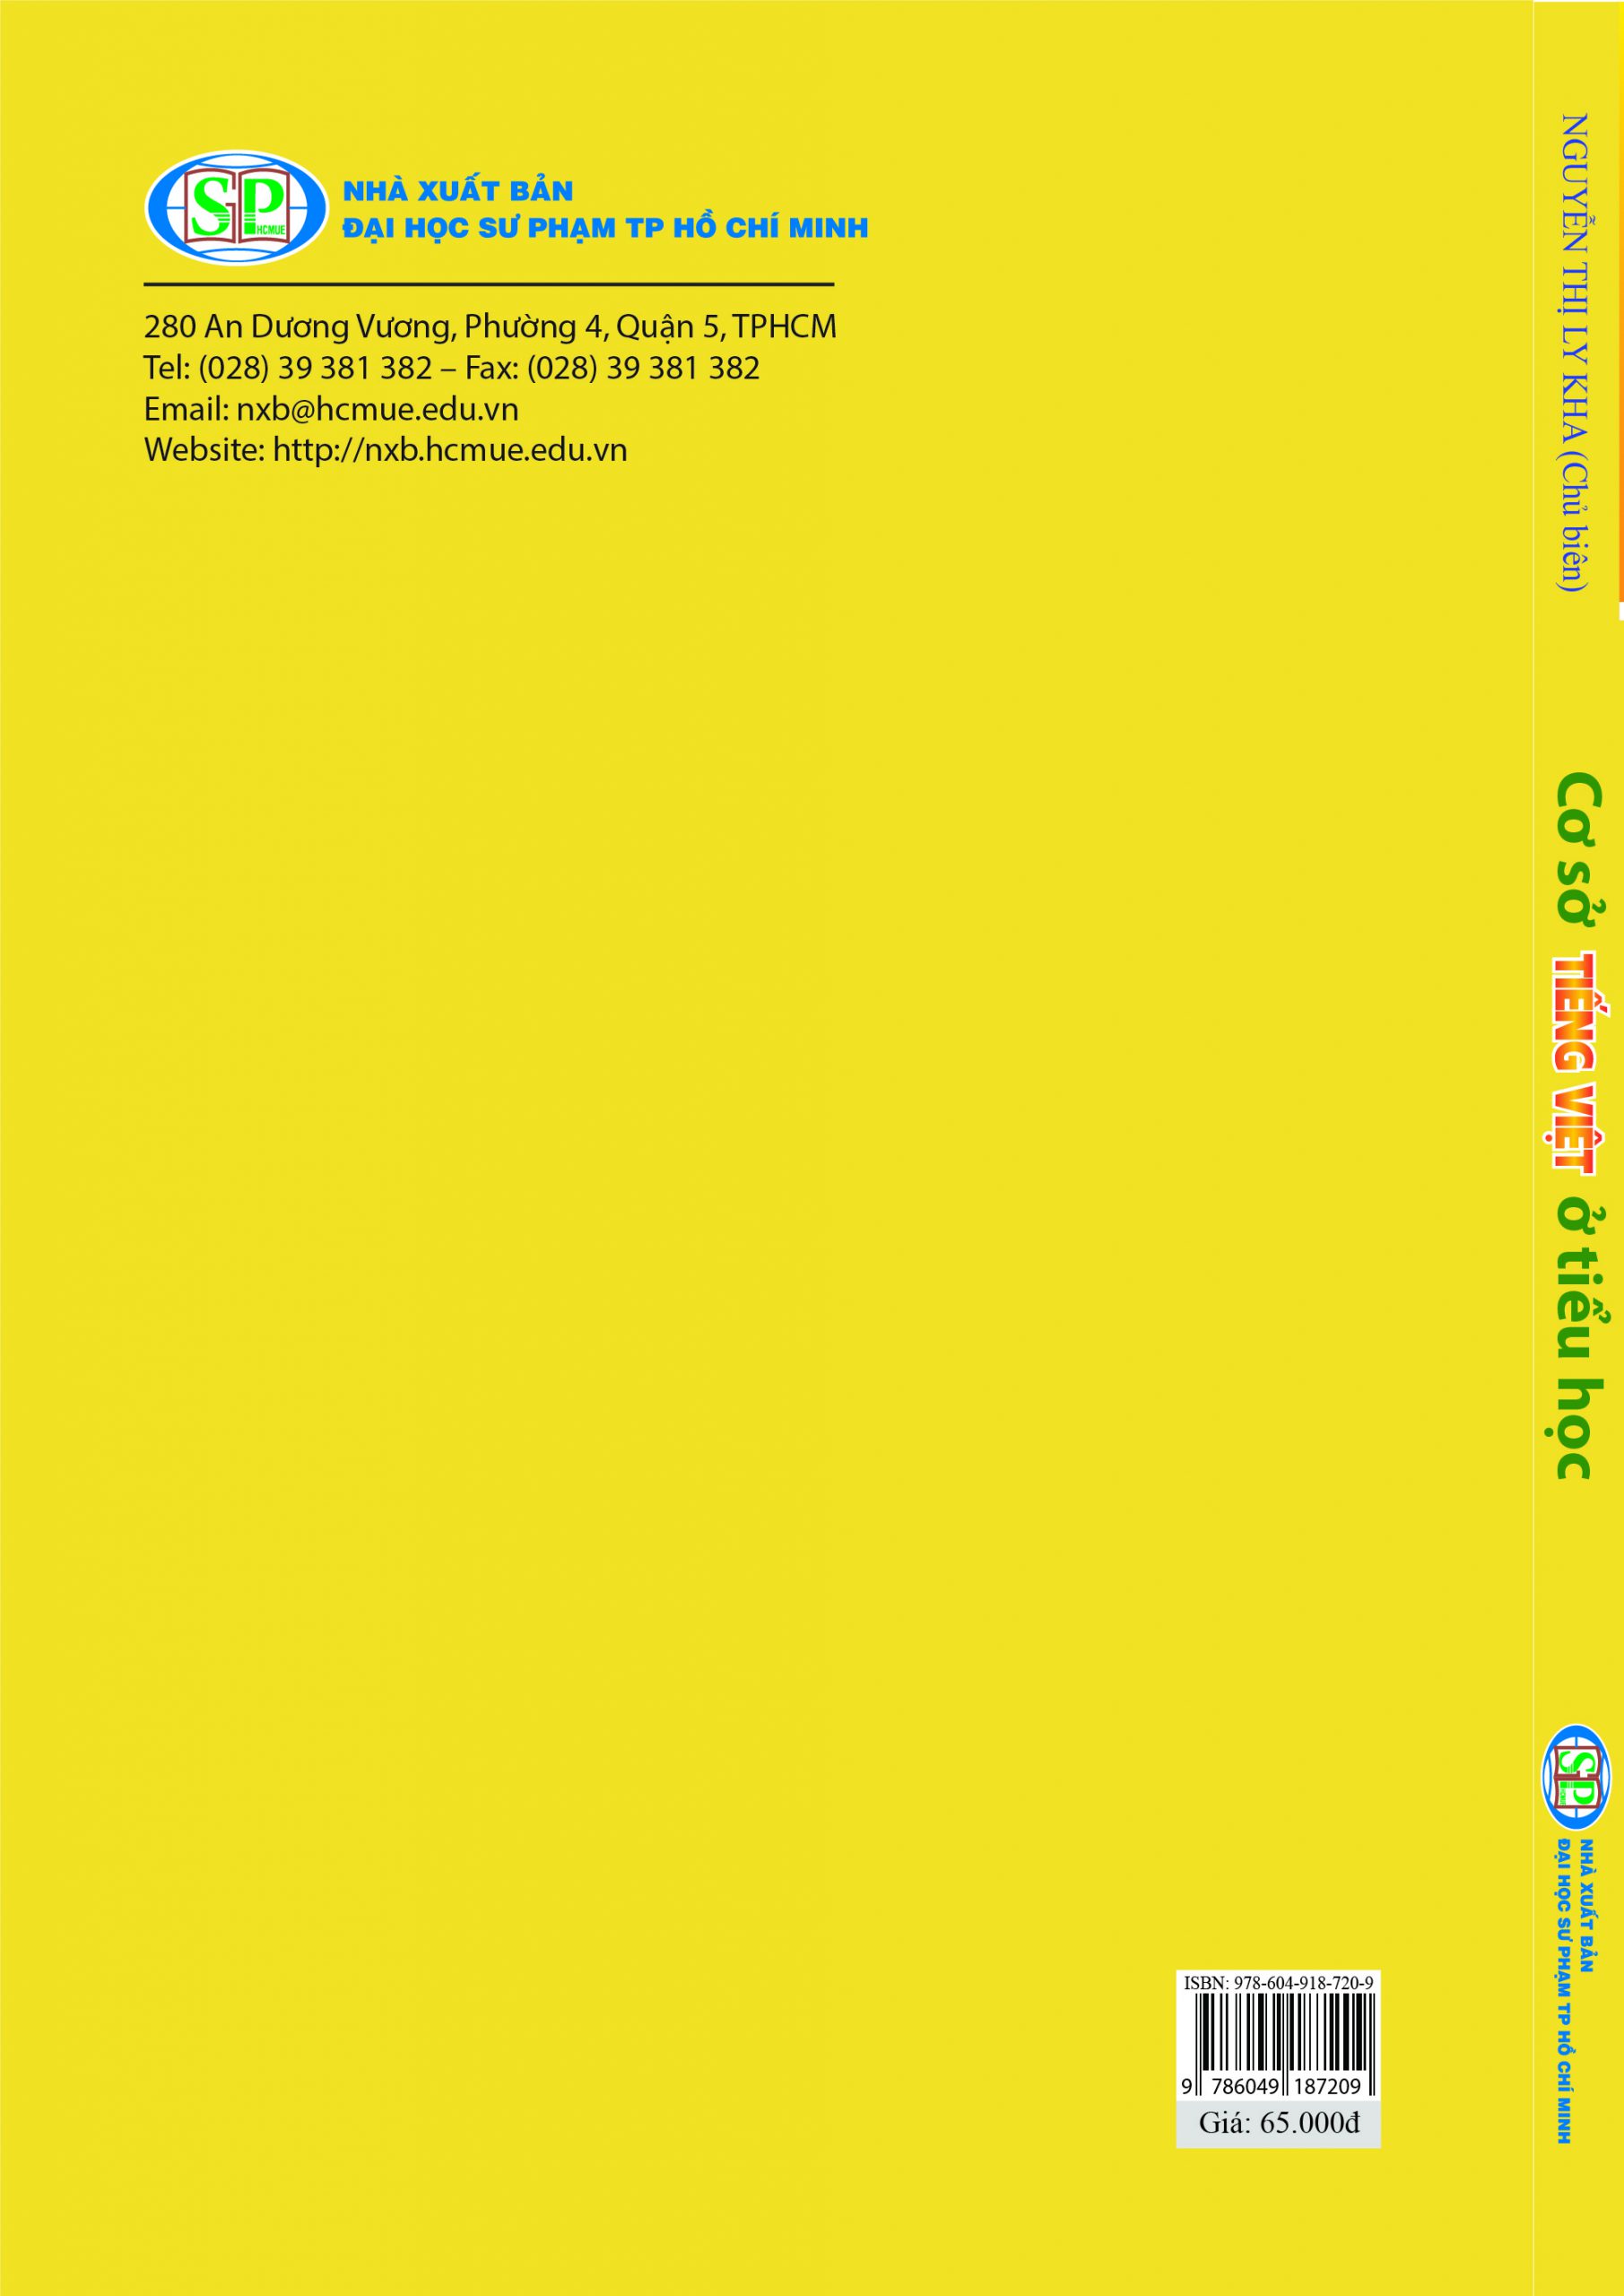 SP
HCMUE
NHÀ XUẤT BẢN
ĐẠI HỌC SƯ PHẠM TP HỒ CHÍ MINH
280 An Dương Vương, Phường 4, Quận 5, TPHCM
Tel: (028) 39 381 382 – Fax: (028) 39 381 382
Email: nxb@hcmue.edu.vn
Website: http://nxb.hcmue.edu.vn
ISBN: 978-604-918-720-9
9 786049 187209
Giá: 65.000đ
NGUYỄN THỊ LY KHA (Chủ biên)
Cơ sở TIẾNG VIỆT ở tiểu học
SP
HCMUE
NHÀ XUẤT BẢN
ĐẠI HỌC SƯ PHẠM TP HỒ CHÍ MINH